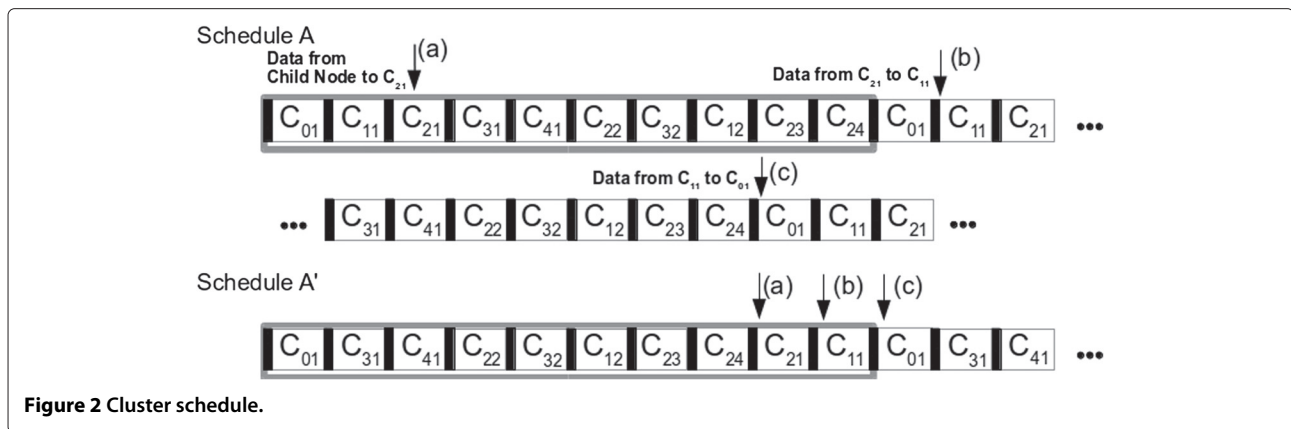 Schedule A
Data from
Child Node to C₂₁
(a)
Data from C₂₁ to C₁₁
(b)
C₀₁ C₁₁ C₂₁ C₃₁ C₄₁ C₂₂ C₃₂ C₁₂ C₂₃ C₂₄ C₀₁ C₁₁ C₂₁ •••
Data from C₁₁ to C₀₁
(c)
••• C₃₁ C₄₁ C₂₂ C₃₂ C₁₂ C₂₃ C₂₄ C₀₁ C₁₁ C₂₁ •••
Schedule A'
(a) (b) (c)
C₀₁ C₃₁ C₄₁ C₂₂ C₃₂ C₁₂ C₂₃ C₂₄ C₂₁ C₁₁ C₀₁ C₃₁ C₄₁ •••
Figure 2 Cluster schedule.